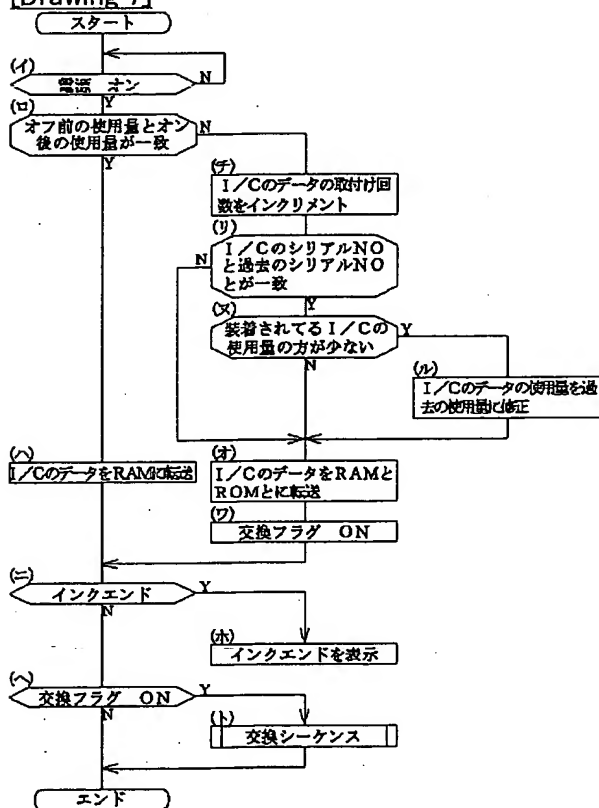 [Drawing 7]
スタート
(イ)
電源 オン
N
Y
(ロ)
オフ前の使用量とオン
後の使用量が一致
N
Y
(チ)
I/Cのデータの取付け回
数をインクリメント
(リ)
I/CのシリアルNO
と過去のシリアルNO
とが一致
N
Y
(ヌ)
装着されてるI/Cの
使用量の方が少ない
Y
N
(ル)
I/Cのデータの使用量を過
去の使用量に修正
(ハ)
I/CのデータをRAMに転送
(オ)
I/CのデータをRAMと
ROMとに転送
(ワ)
交換フラグ ON
(ニ)
インクエンド
Y
N
(ホ)
インクエンドを表示
(ヘ)
交換フラグ ON
Y
N
(ト)
交換シーケンス
エンド